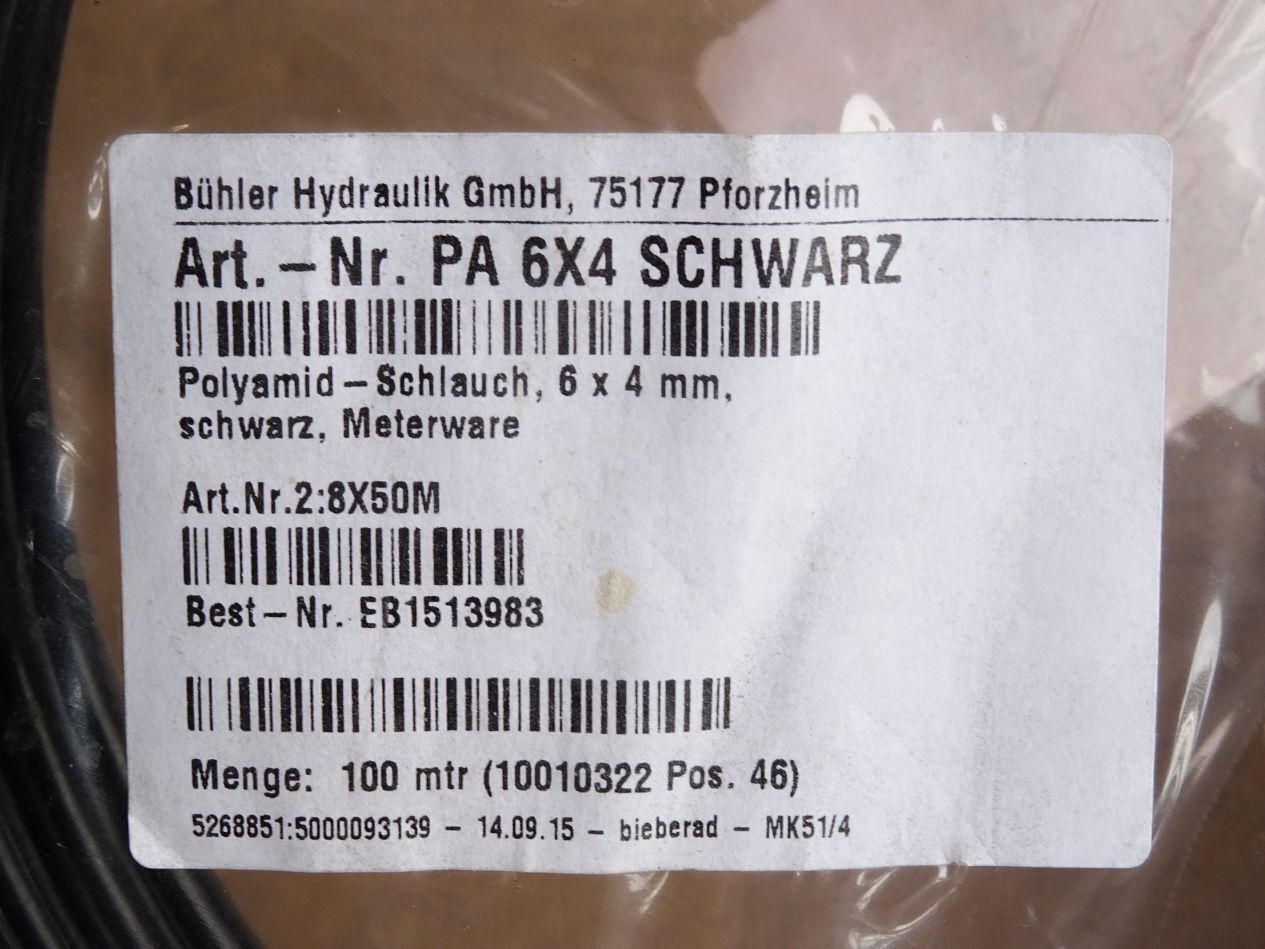 Bühler Hydraulik GmbH, 75177 Pforzheim
Art.-Nr. PA 6X4 SCHWARZ
Polyamid-Schlauch, 6 x 4 mm,
schwarz, Meterware
Art.Nr.2:8X50M
Best-Nr. EB1513983
Menge: 100 mtr (10010322 Pos. 46)
5268851:5000093139 - 14.09.15 - bieberad - MK51/4